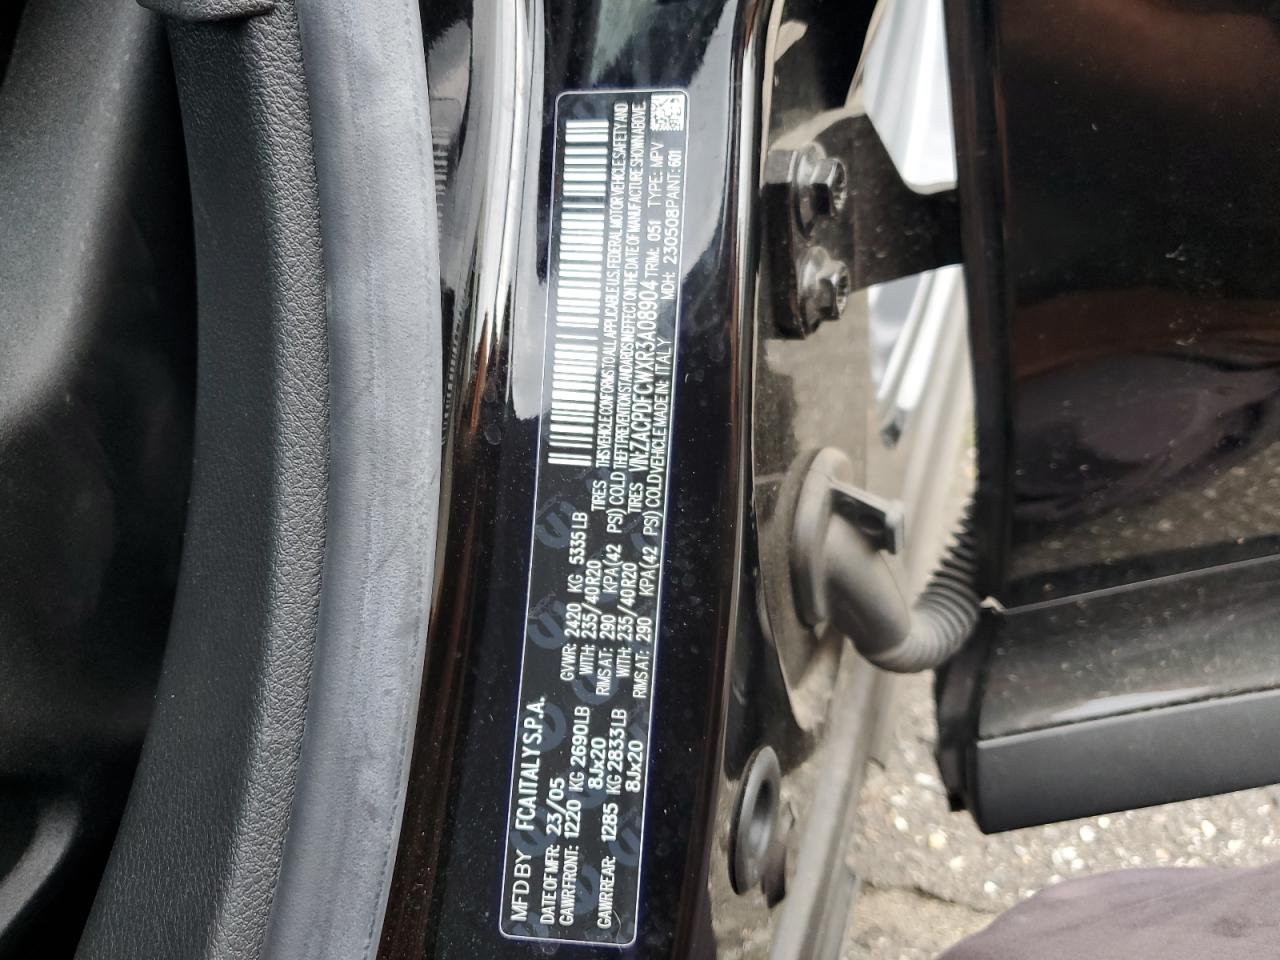 MFD BY FCA ITALY S.P.A.
DATE OF MFR: 23/05 GVWR: 2420 KG 5335 LB
GAWR FRONT: 1220 KG 2690LB WITH: 235/40R20 TIRES
8Jx20 RIMS AT: 290 KPA(42 PSI) COLD
GAWR REAR: 1285 KG 2833LB WITH: 235/40R20 TIRES
8Jx20 RIMS AT: 290 KPA(42 PSI) COLD
THIS VEHICLE CONFORMS TO ALL APPLICABLE U.S. FEDERAL MOTOR VEHICLE SAFETY AND
THEFT PREVENTION STANDARDS IN EFFECT ON THE DATE OF MANUFACTURE SHOWN ABOVE.
VIN: ZACPDFCWXR3A08904 TRIM: 051 TYPE: MPV
VEHICLE MADE IN: ITALY MDH: 230508 PAINT: 601